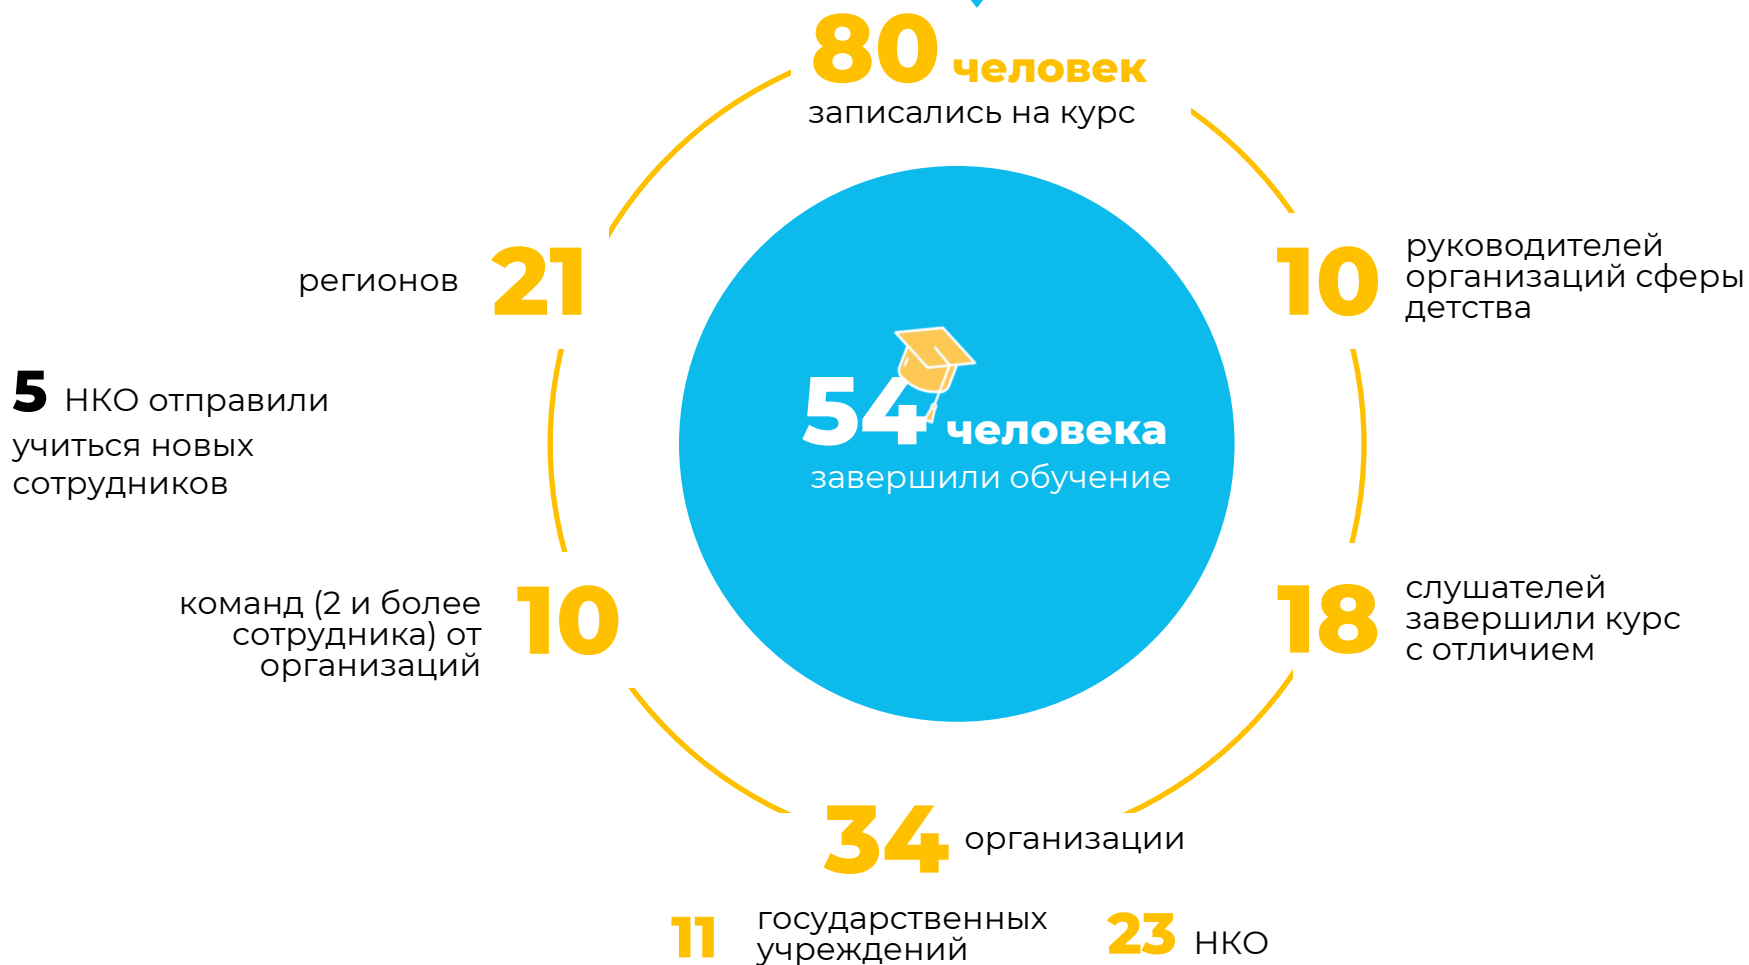 80 человек
записались на курс
регионов 21
10 руководителей
организаций сферы
детства
5 НКО отправили
учиться новых
сотрудников
54 человека
завершили обучение
команд (2 и более
сотрудника) от
организаций
10
18 слушателей
завершили курс
с отличием
34 организации
11 государственных
учреждений
23 НКО